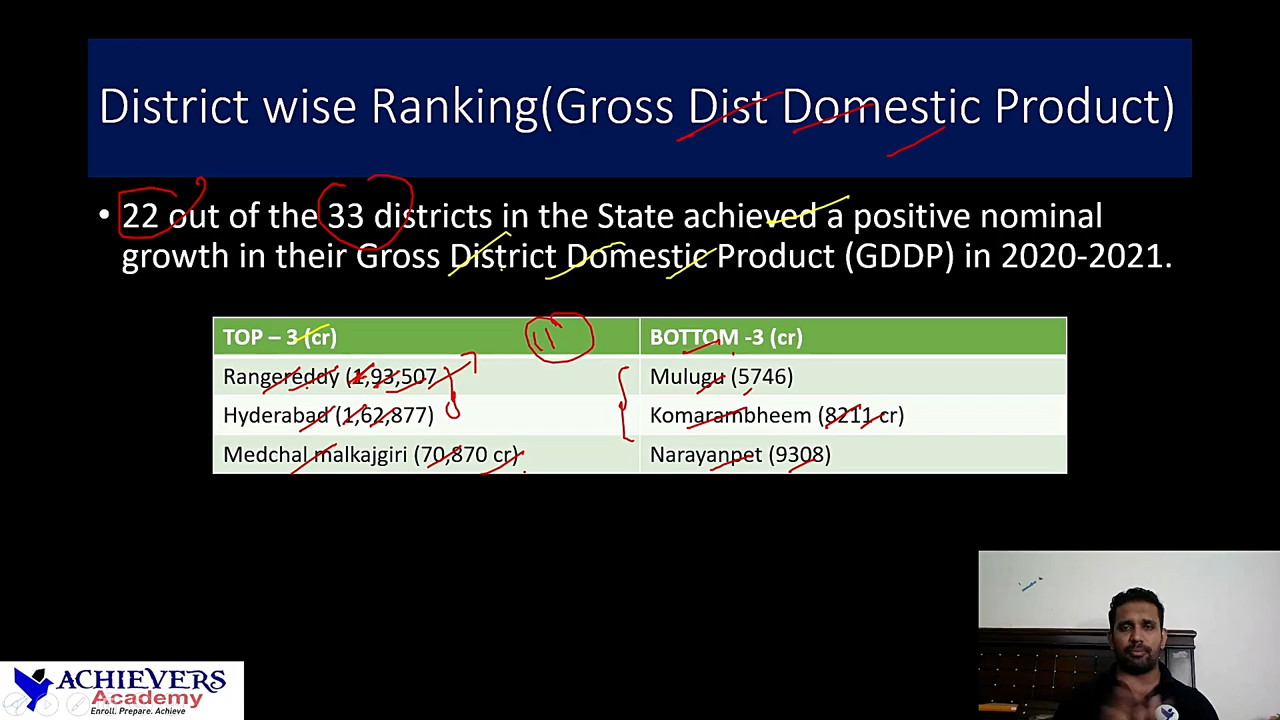 District wise Ranking(Gross Dist Domestic Product)
• 22 out of the 33 districts in the State achieved a positive nominal
growth in their Gross District Domestic Product (GDDP) in 2020-2021.
TOP – 3 (cr) 11 BOTTOM -3 (cr)
Rangereddy (1,93,507 Mulugu (5746)
Hyderabad (1,62,877) Komarambheem (8211 cr)
Medchal malkajgiri (70,870 cr) Narayanpet (9308)
ACHIEVERS
Academy
Enroll. Prepare. Achieve